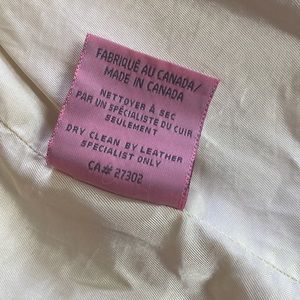 FABRIQUÉ AU CANADA/
MADE IN CANADA
NETTOYER À SEC
PAR UN SPÉCIALISTE DU CUIR
SEULEMENT
DRY CLEAN BY LEATHER
SPECIALIST ONLY
CA# 27302